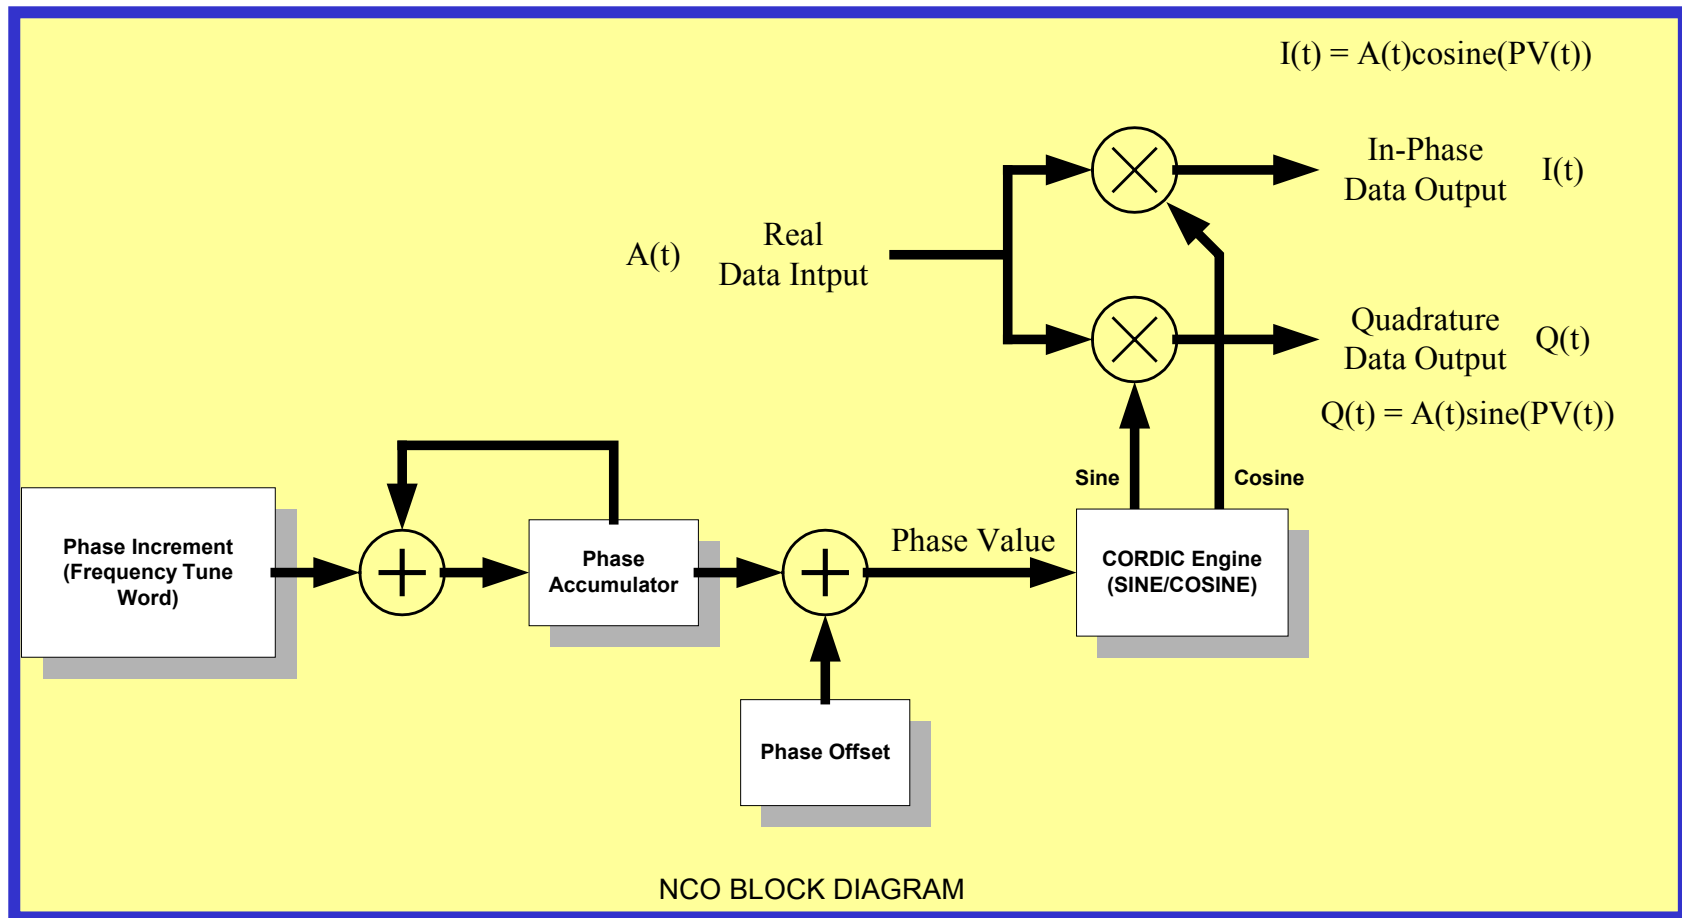 I(t) = A(t)cosine(PV(t))
In-Phase
Data Output
I(t)
A(t)
Real
Data Intput
Quadrature
Data Output
Q(t)
Q(t) = A(t)sine(PV(t))
Sine
Cosine
Phase Increment
(Frequency Tune
Word)
Phase
Accumulator
Phase Value
CORDIC Engine
(SINE/COSINE)
Phase Offset
NCO BLOCK DIAGRAM